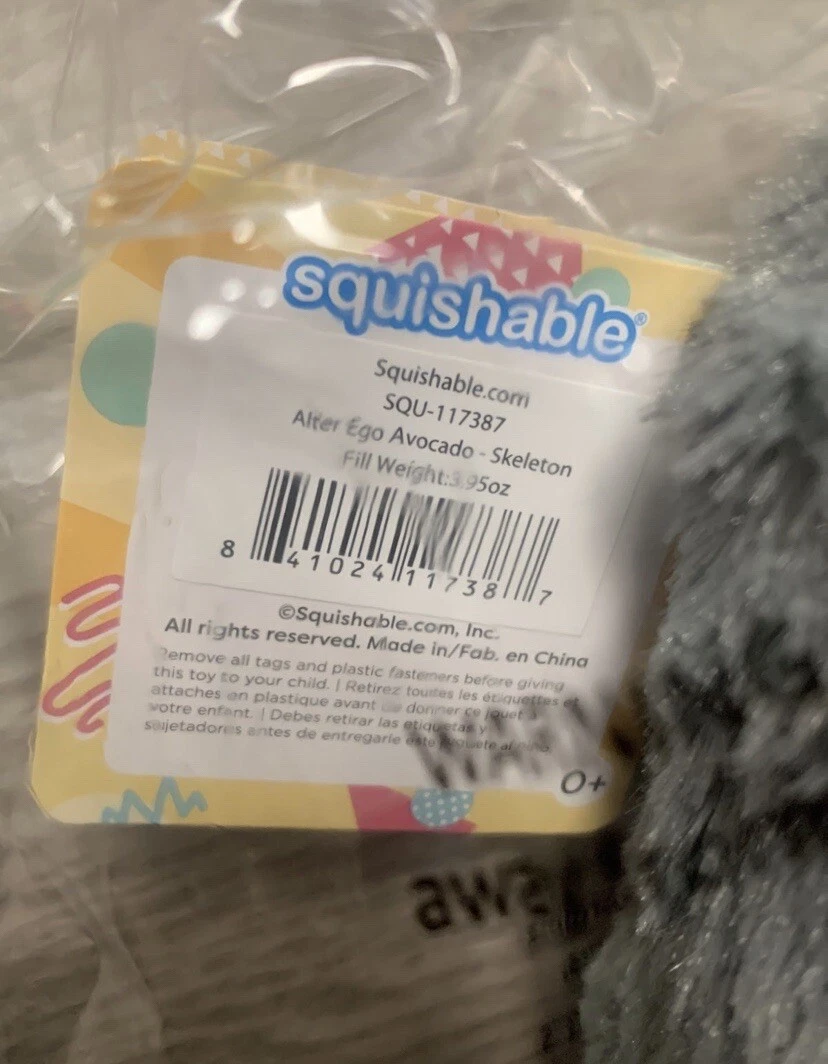 squishable®
Squishable.com
SQU-117387
Alter Ego Avocado - Skeleton
Fill Weight:3.95oz
8 41024 11738 7
©Squishable.com, Inc.
All rights reserved. Made in/Fab. en China
Remove all tags and plastic fasteners before giving
this toy to your child. | Retirez toutes les étiquettes et
attaches en plastique avant de donner ce jouet à
votre enfant. | Debes retirar las etiquetas y
sujetadores antes de entregarle este juguete al niño.
0+